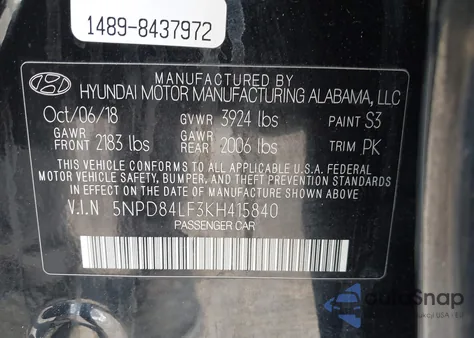 1489-8437972
MANUFACTURED BY
HYUNDAI MOTOR MANUFACTURING ALABAMA, LLC
Oct/06/18 GVWR 3924 lbs PAINT S3
GAWR FRONT 2183 lbs GAWR REAR 2006 lbs TRIM PK
THIS VEHICLE CONFORMS TO ALL APPLICABLE U.S.A. FEDERAL
MOTOR VEHICLE SAFETY, BUMPER, AND THEFT PREVENTION STANDARDS
IN EFFECT ON THE DATE OF MANUFACTURE SHOWN ABOVE.
V.I.N 5NPD84LF3KH415840
PASSENGER CAR
autoSnap